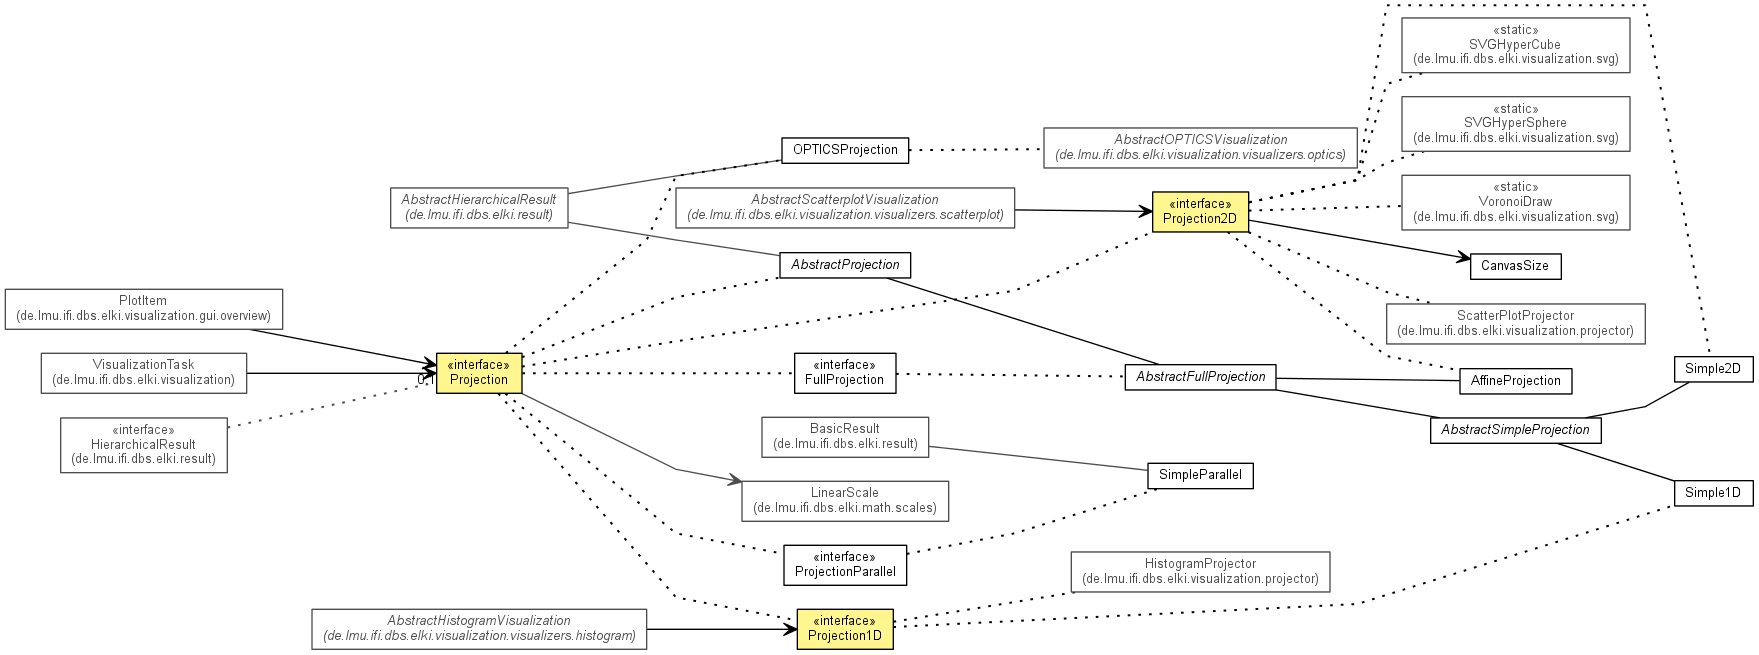 «static»
SVGHyperCube
(de.lmu.ifi.dbs.elki.visualization.svg)
«static»
SVGHyperSphere
(de.lmu.ifi.dbs.elki.visualization.svg)
OPTICSProjection
AbstractOPTICSVisualization
(de.lmu.ifi.dbs.elki.visualization.visualizers.optics)
AbstractHierarchicalResult
(de.lmu.ifi.dbs.elki.result)
AbstractScatterplotVisualization
(de.lmu.ifi.dbs.elki.visualization.visualizers.scatterplot)
«interface»
Projection2D
«static»
VoronoiDraw
(de.lmu.ifi.dbs.elki.visualization.svg)
AbstractProjection
CanvasSize
PlotItem
(de.lmu.ifi.dbs.elki.visualization.gui.overview)
ScatterPlotProjector
(de.lmu.ifi.dbs.elki.visualization.projector)
VisualizationTask
(de.lmu.ifi.dbs.elki.visualization)
«interface»
Projection
«interface»
FullProjection
AbstractFullProjection
AffineProjection
Simple2D
«interface»
HierarchicalResult
(de.lmu.ifi.dbs.elki.result)
BasicResult
(de.lmu.ifi.dbs.elki.result)
AbstractSimpleProjection
SimpleParallel
LinearScale
(de.lmu.ifi.dbs.elki.math.scales)
Simple1D
«interface»
ProjectionParallel
HistogramProjector
(de.lmu.ifi.dbs.elki.visualization.projector)
AbstractHistogramVisualization
(de.lmu.ifi.dbs.elki.visualization.visualizers.histogram)
«interface»
Projection1D